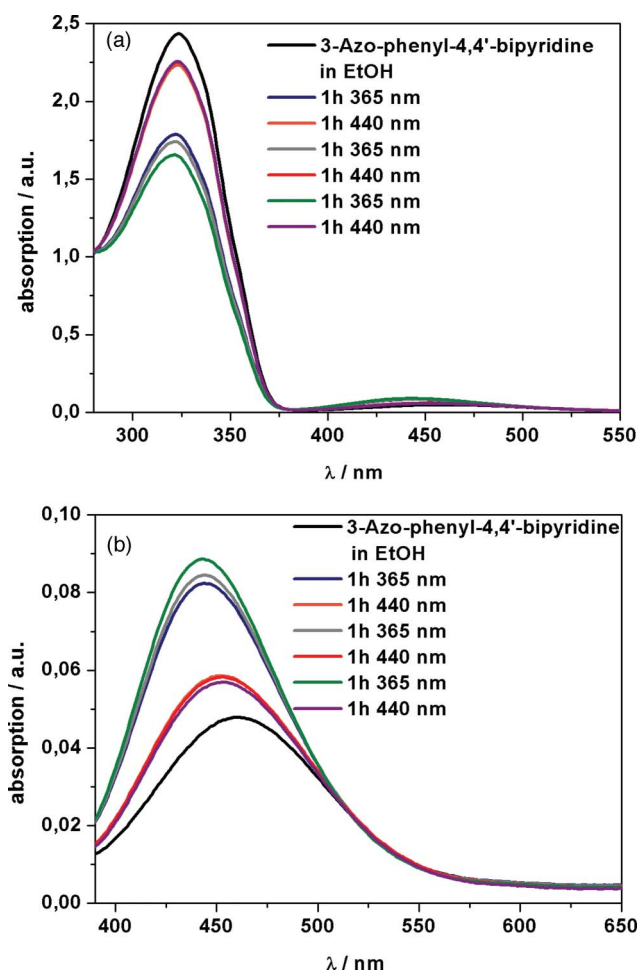 (a)
3-Azo-phenyl-4,4'-bipyridine
in EtOH
1h 365 nm
1h 440 nm
1h 365 nm
1h 440 nm
1h 365 nm
1h 440 nm
absorption / a.u.
2,5
2,0
1,5
1,0
0,5
0,0
300 350 400 450 500 550
λ / nm
(b)
3-Azo-phenyl-4,4'-bipyridine
in EtOH
1h 365 nm
1h 440 nm
1h 365 nm
1h 440 nm
1h 365 nm
1h 440 nm
absorption / a.u.
0,10
0,08
0,06
0,04
0,02
0,00
400 450 500 550 600 650
λ / nm